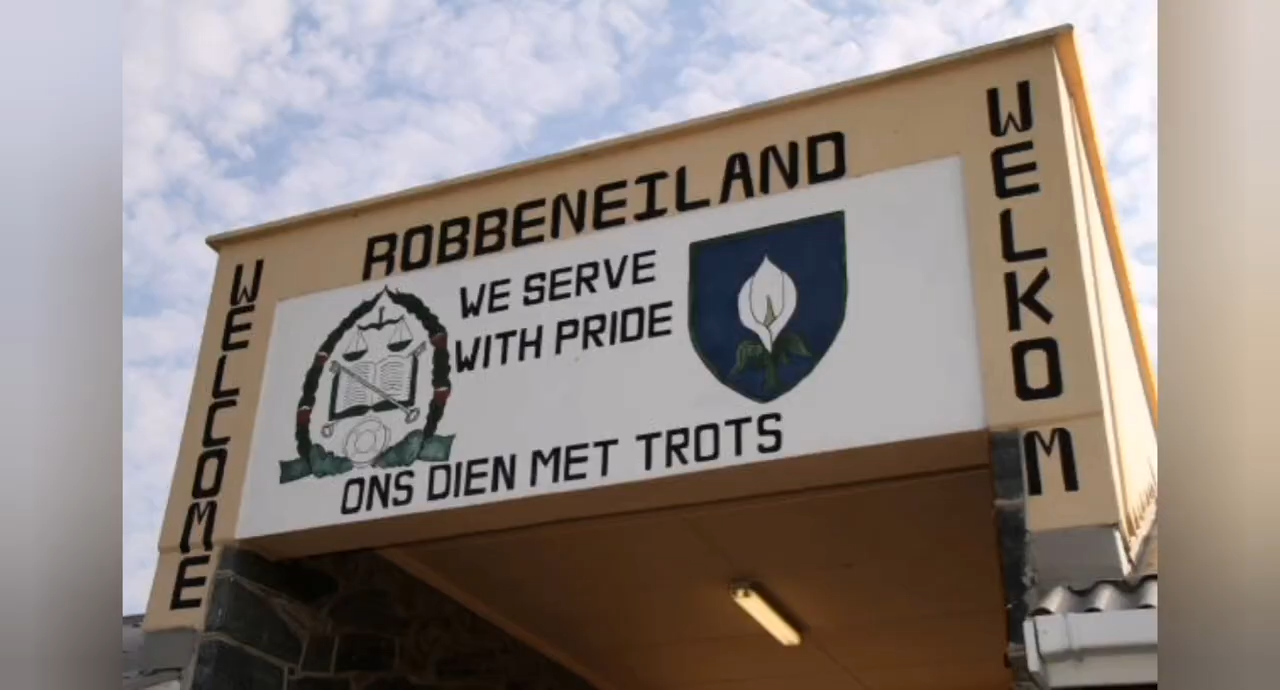 ROBBENEILAND
WELCOME
WE SERVE
WITH PRIDE
ONS DIEN MET TROTS
WELKOM